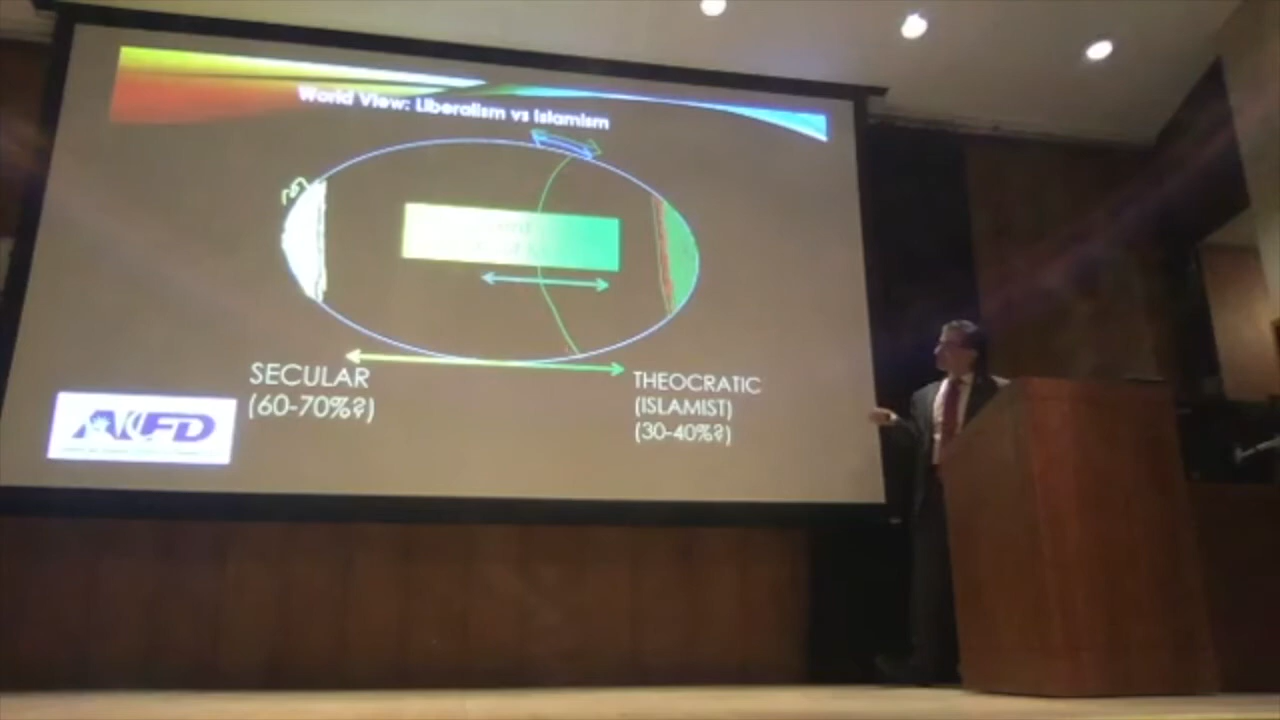 World View: Liberalism vs Islamism
SECULAR
(60-70%?)
THEOCRATIC
(ISLAMIST)
(30-40%?)
AIFD